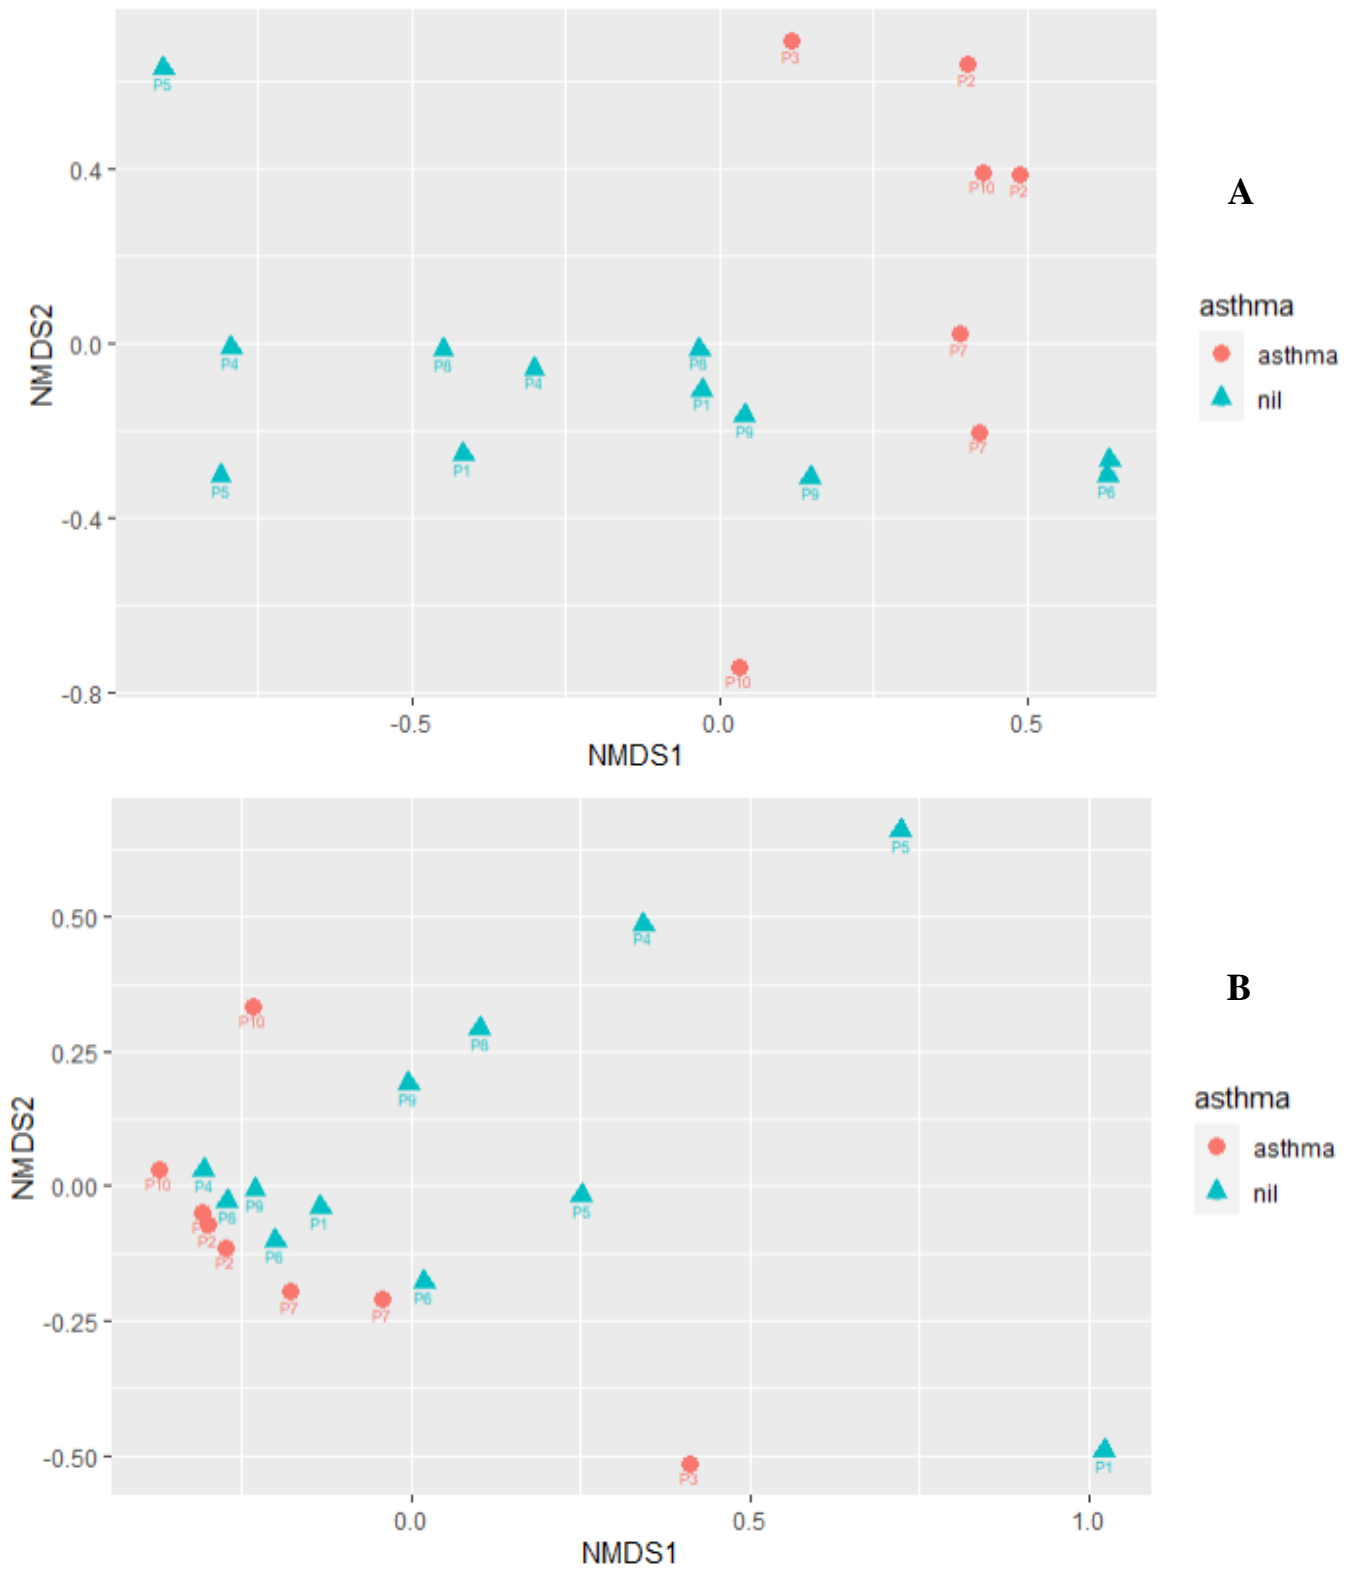 P3
P2
P5
0.4
P10 P2
A
asthma
NMDS2
0.0
P4 P8 P4 P8 P7
asthma
P1
nil
P9
P1 P7
P5 P9 P6
-0.4
-0.8
P10
-0.5 0.0 0.5
NMDS1
P5
0.50
P4
B
P10
0.25
P8
P9
asthma
NMDS2
0.00
P10 P4
asthma
P8 P9 P1 P5
nil
P2
P2 P6
P7 P7 P6
-0.25
-0.50
P3 P1
0.0 0.5 1.0
NMDS1